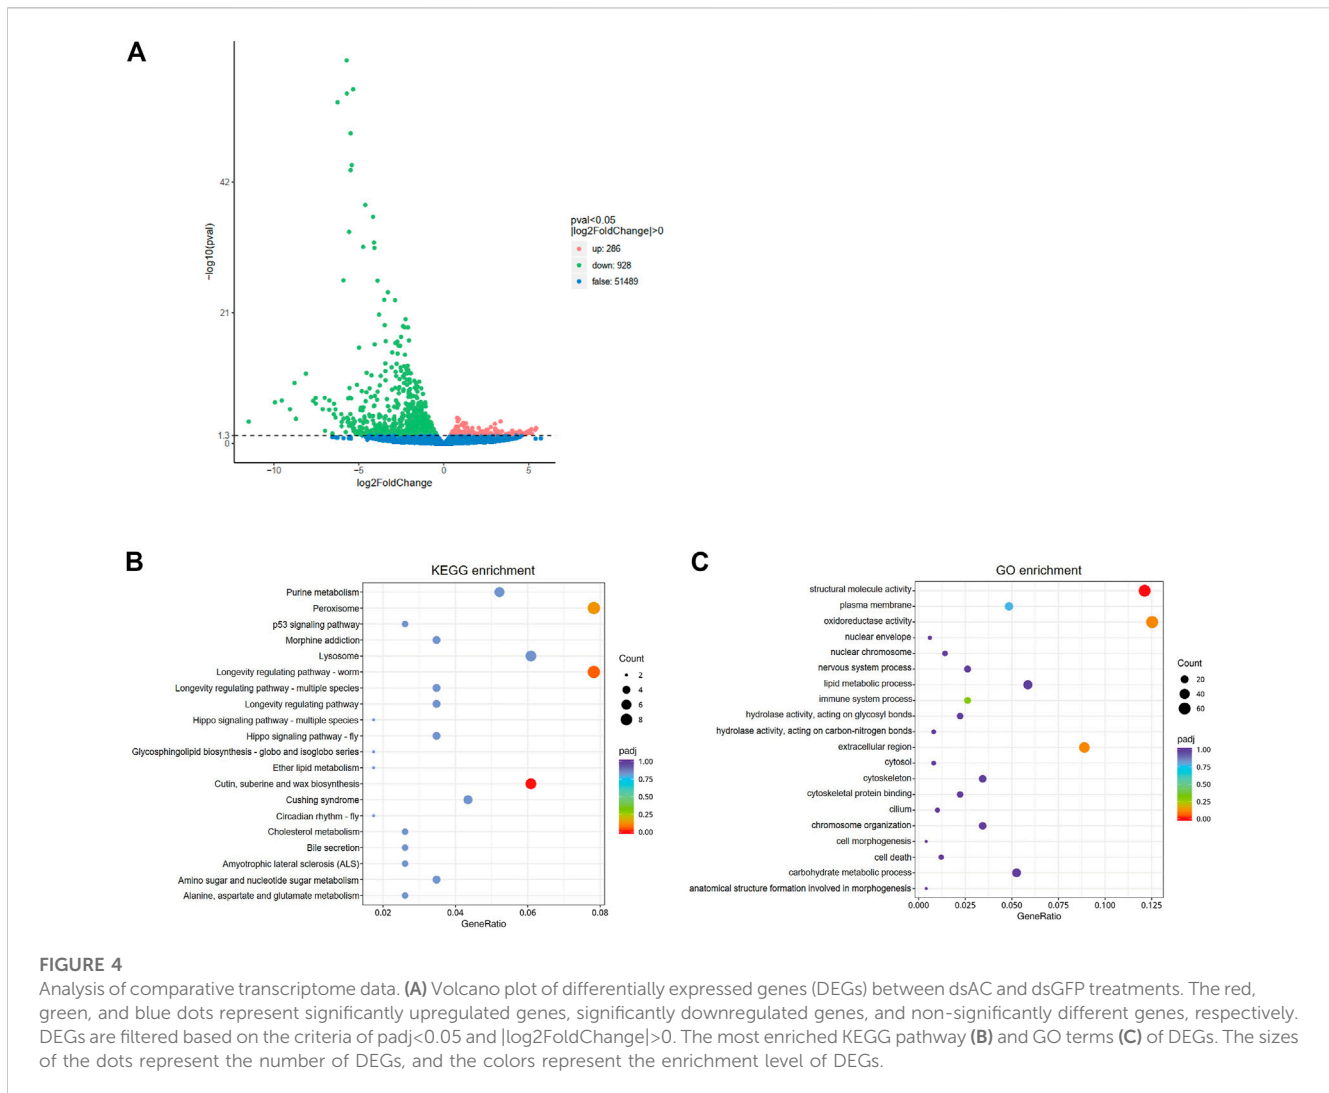 A
42
21
1.3
0
−log10(pval)
−10
−5
0
5
log2FoldChange
pval<0.05
|log2FoldChange|>0
up: 286
down: 928
false: 51489
B
KEGG enrichment
Purine metabolism
Peroxisome
p53 signaling pathway
Morphine addiction
Lysosome
Longevity regulating pathway - worm
Longevity regulating pathway - multiple species
Longevity regulating pathway
Hippo signaling pathway - multiple species
Hippo signaling pathway - fly
Glycosphingolipid biosynthesis - globo and isoglobo series
Ether lipid metabolism
Cutin, suberine and wax biosynthesis
Cushing syndrome
Circadian rhythm - fly
Cholesterol metabolism
Bile secretion
Amyotrophic lateral sclerosis (ALS)
Amino sugar and nucleotide sugar metabolism
Alanine, aspartate and glutamate metabolism
0.02
0.04
0.06
0.08
GeneRatio
Count
2
4
6
8
padj
1.00
0.75
0.50
0.25
0.00
C
GO enrichment
structural molecule activity
plasma membrane
oxidoreductase activity
nuclear envelope
nuclear chromosome
nervous system process
lipid metabolic process
immune system process
hydrolase activity, acting on glycosyl bonds
hydrolase activity, acting on carbon-nitrogen bonds
extracellular region
cytosol
cytoskeleton
cytoskeletal protein binding
cilium
chromosome organization
cell morphogenesis
cell death
carbohydrate metabolic process
anatomical structure formation involved in morphogenesis
0.000
0.025
0.050
0.075
0.100
0.125
GeneRatio
Count
20
40
60
padj
1.00
0.75
0.50
0.25
0.00
FIGURE 4
Analysis of comparative transcriptome data. (A) Volcano plot of differentially expressed genes (DEGs) between dsAC and dsGFP treatments. The red,
green, and blue dots represent significantly upregulated genes, significantly downregulated genes, and non-significantly different genes, respectively.
DEGs are filtered based on the criteria of padj<0.05 and |log2FoldChange|>0. The most enriched KEGG pathway (B) and GO terms (C) of DEGs. The sizes
of the dots represent the number of DEGs, and the colors represent the enrichment level of DEGs.